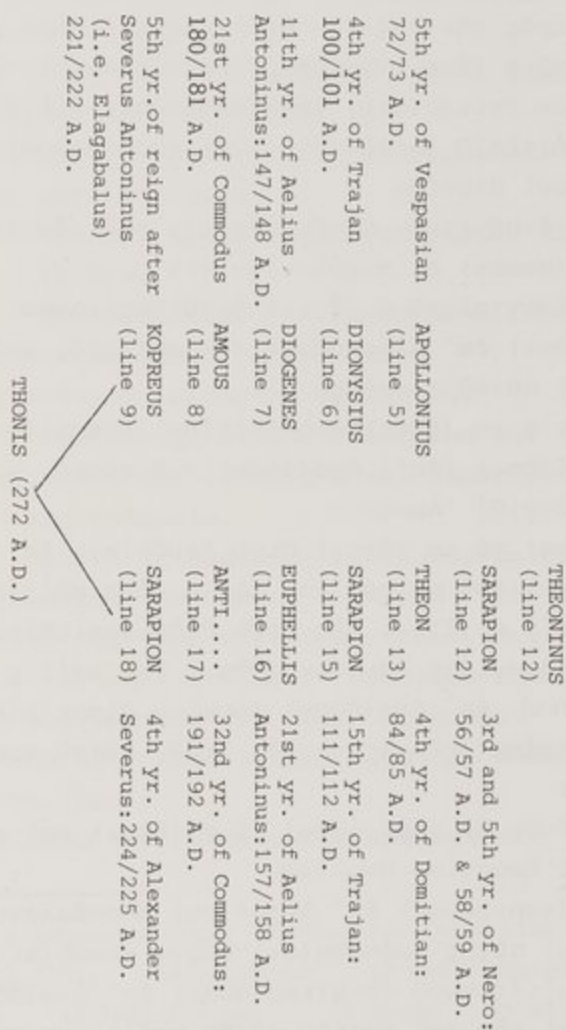 THEONINUS
(line 12)
SARAPION 3rd and 5th yr. of Nero:
(line 12) 56/57 A.D. & 58/59 A.D.
5th yr. of Vespasian APOLLONIUS THEON 4th yr. of Domitian:
72/73 A.D. (line 5) (line 13) 84/85 A.D.
4th yr. of Trajan DIONYSIUS SARAPION 15th yr. of Trajan:
100/101 A.D. (line 6) (line 15) 111/112 A.D.
11th yr. of Aelius DIOGENES EUPHELLIS 21st yr. of Aelius
Antoninus:147/148 A.D. (line 7) (line 16) Antoninus:157/158 A.D.
21st yr. of Commodus AMOUS ANTI.... 32nd yr. of Commodus:
180/181 A.D. (line 8) (line 17) 191/192 A.D.
5th yr.of reign after KOPREUS SARAPION 4th yr. of Alexander
Severus Antoninus (line 9) (line 18) Severus:224/225 A.D.
(i.e. Elagabalus)
221/222 A.D.
THONIS (272 A.D.)